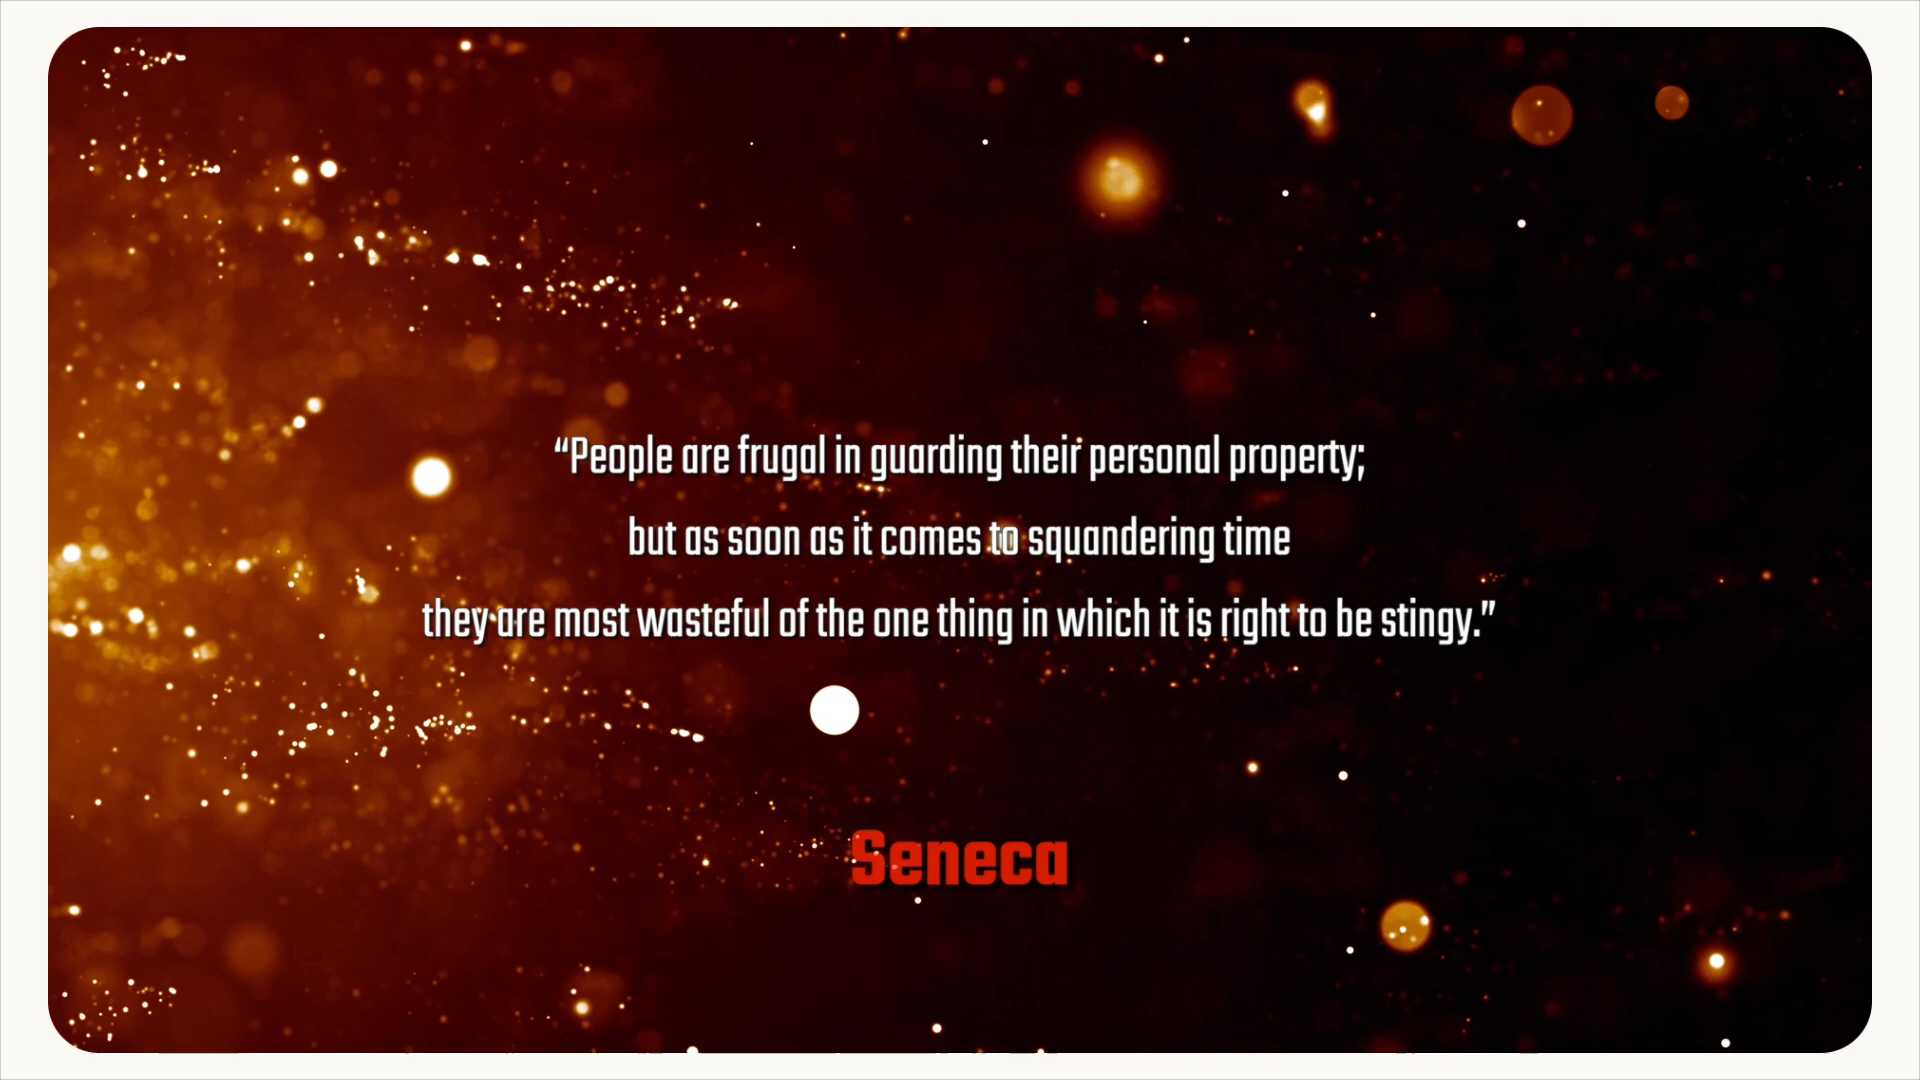 “People are frugal in guarding their personal property;
but as soon as it comes to squandering time
they are most wasteful of the one thing in which it is right to be stingy.”
Seneca